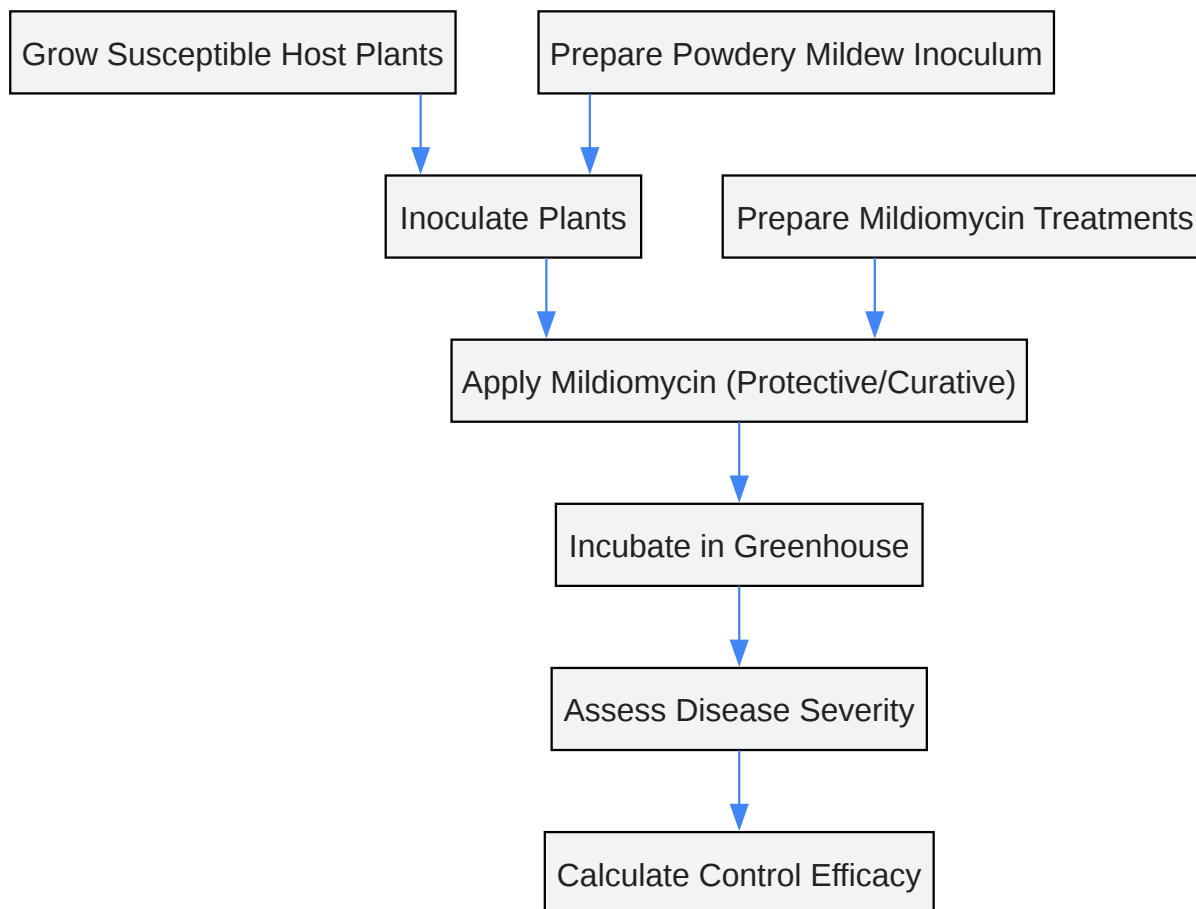 Grow Susceptible Host Plants
Prepare Powdery Mildew Inoculum
Inoculate Plants
Prepare Mildiomycin Treatments
Apply Mildiomycin (Protective/Curative)
Incubate in Greenhouse
Assess Disease Severity
Calculate Control Efficacy